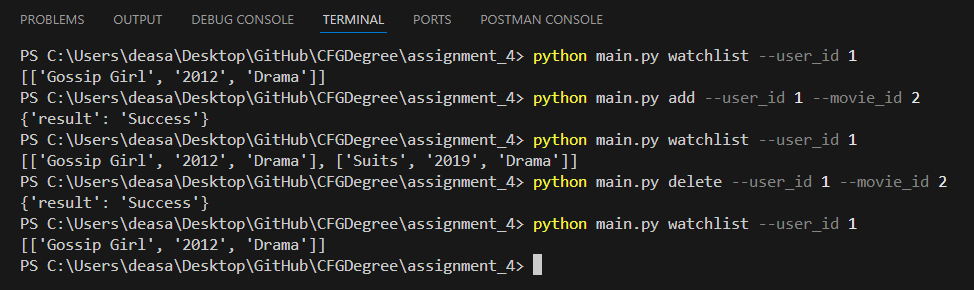 PROBLEMS OUTPUT DEBUG CONSOLE TERMINAL PORTS POSTMAN CONSOLE
PS C:\Users\deasa\Desktop\GitHub\CFGDegree\assignment_4> python main.py watchlist --user_id 1
[['Gossip Girl', '2012', 'Drama']]
PS C:\Users\deasa\Desktop\GitHub\CFGDegree\assignment_4> python main.py add --user_id 1 --movie_id 2
{'result': 'Success'}
PS C:\Users\deasa\Desktop\GitHub\CFGDegree\assignment_4> python main.py watchlist --user_id 1
[['Gossip Girl', '2012', 'Drama'], ['Suits', '2019', 'Drama']]
PS C:\Users\deasa\Desktop\GitHub\CFGDegree\assignment_4> python main.py delete --user_id 1 --movie_id 2
{'result': 'Success'}
PS C:\Users\deasa\Desktop\GitHub\CFGDegree\assignment_4> python main.py watchlist --user_id 1
[['Gossip Girl', '2012', 'Drama']]
PS C:\Users\deasa\Desktop\GitHub\CFGDegree\assignment_4>